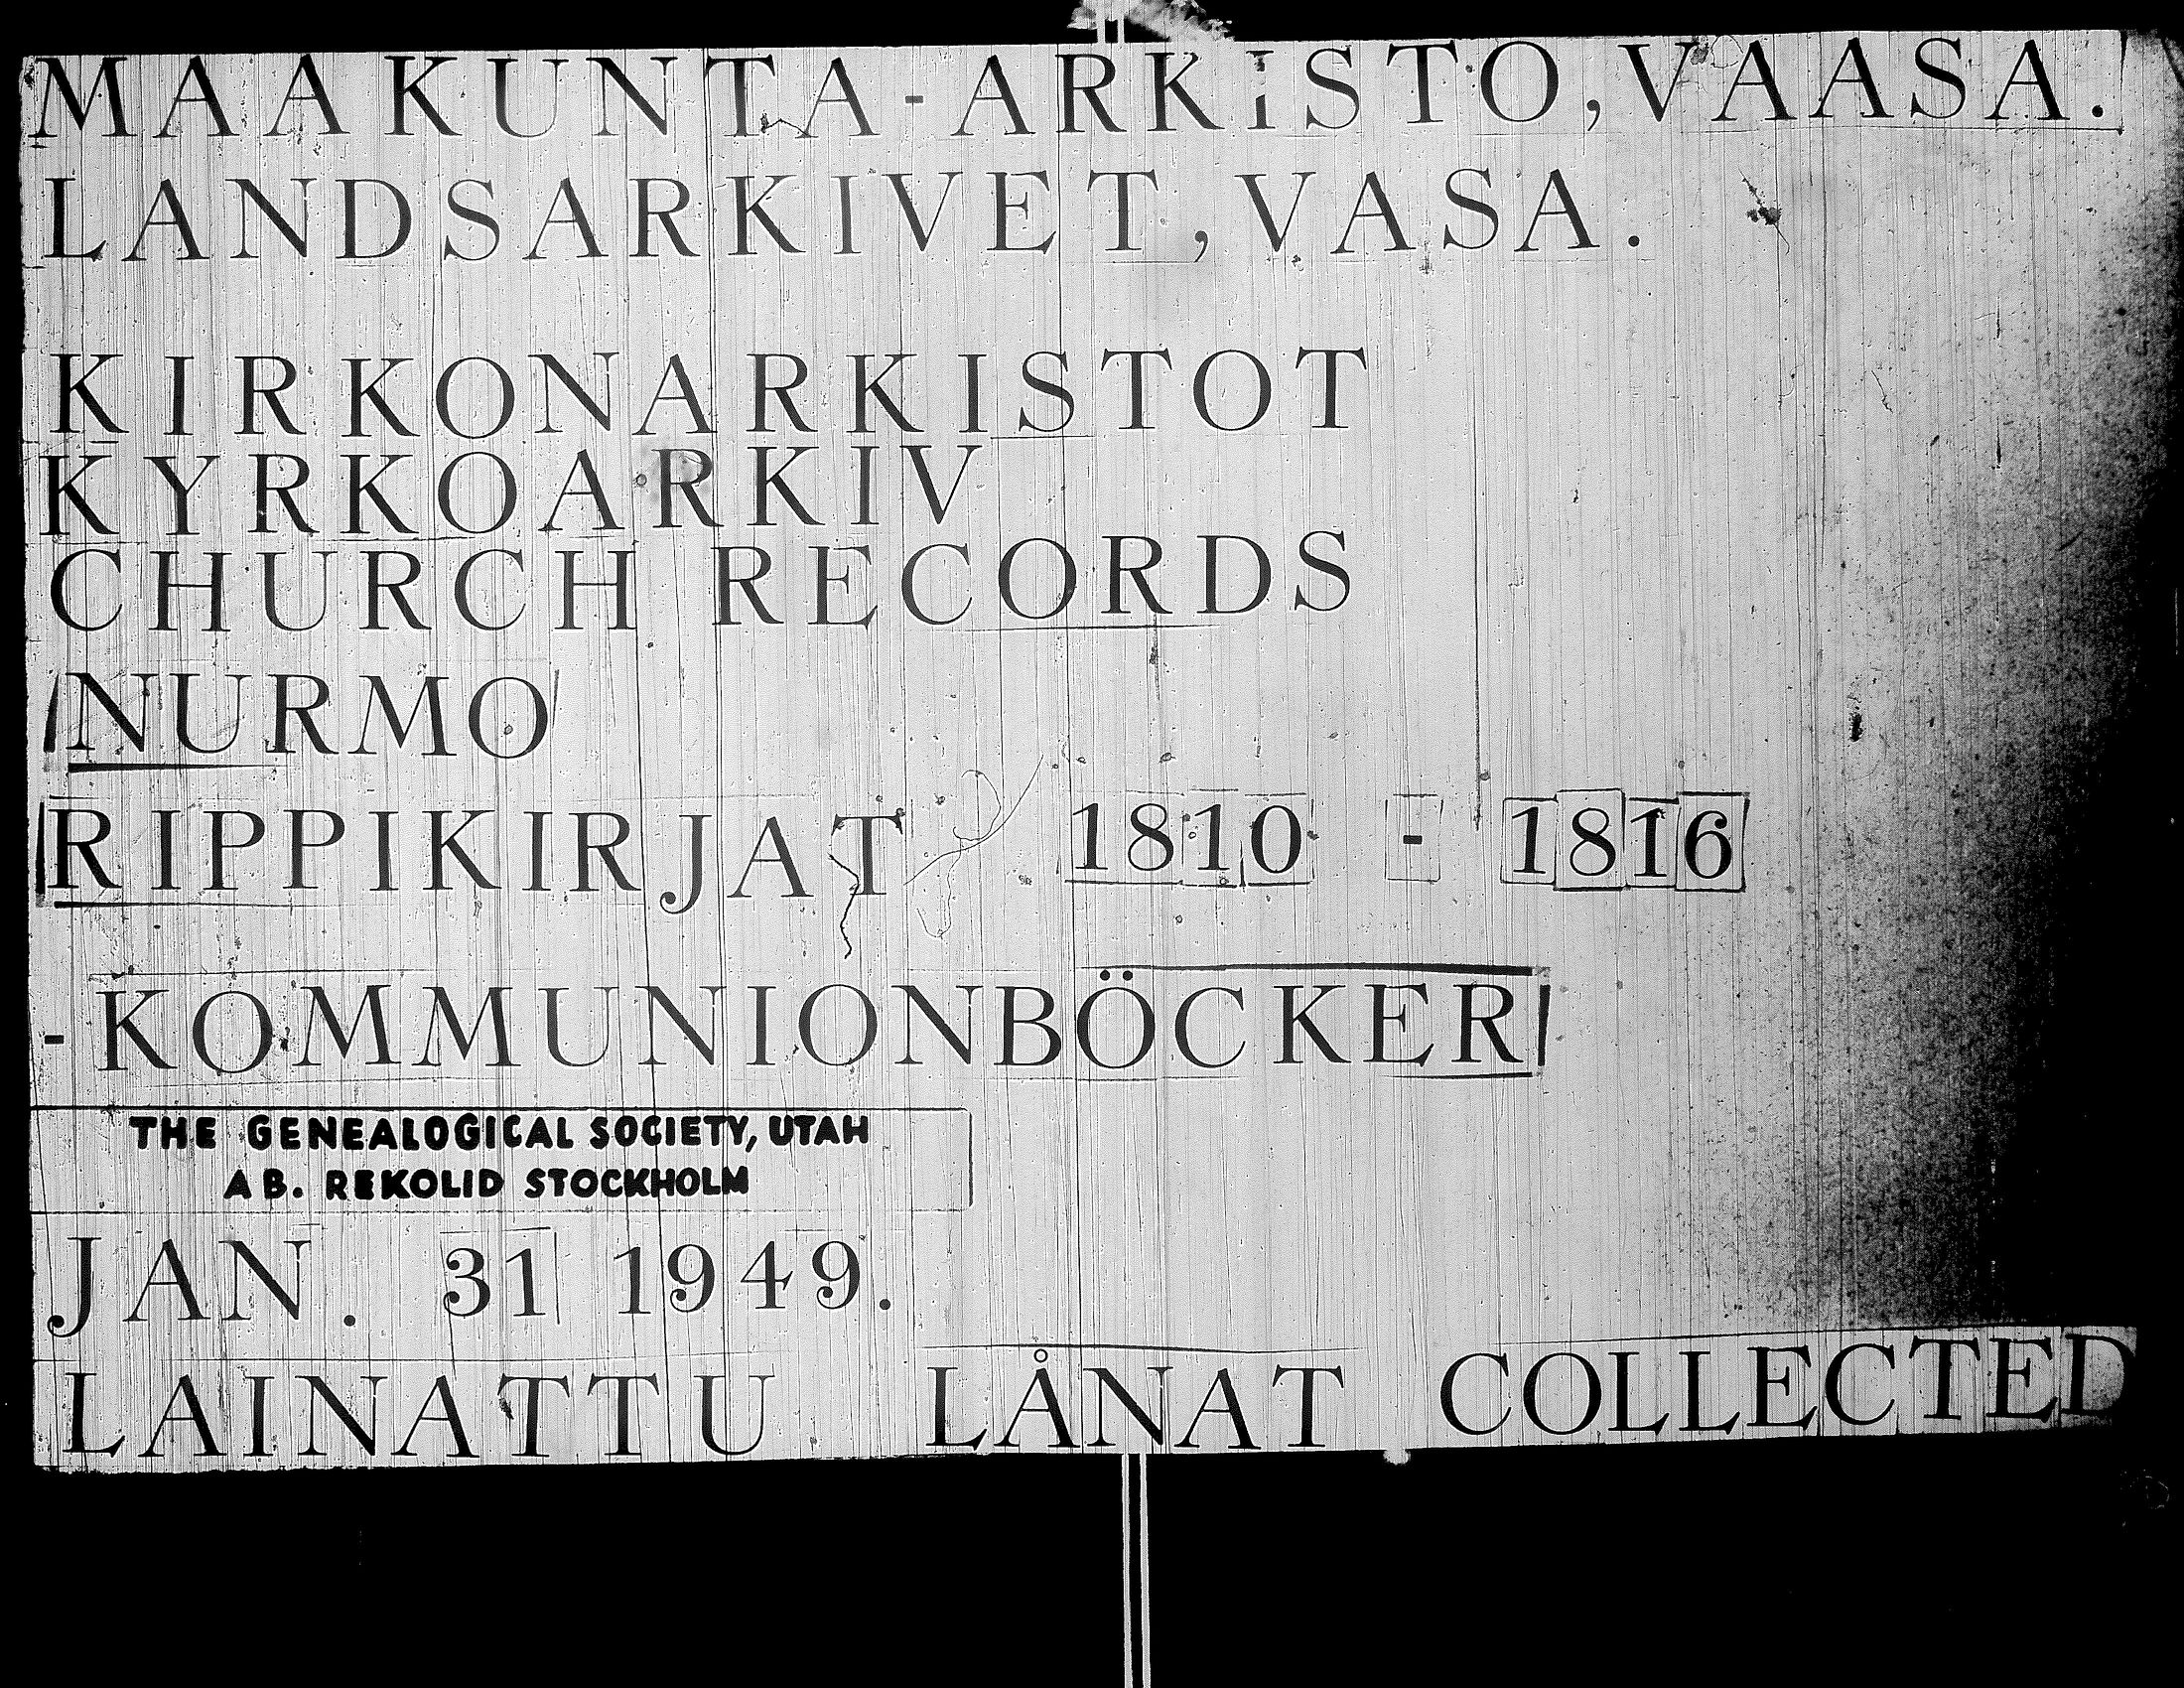 MAAKUNTA-ARKISTO, VAASA.
LANDSARKIVET, VASA.
KIRKONARKISTOT
KYRKOARKIV
CHURCH RECORDS
NURMO
RIPPIKIRJAT 1810 - 1816
-KOMMUNIONBÖCKER
THE GENEALOGICAL SOCIETY, UTAH
AB. REKOLID STOCKHOLM
JAN. 31 1949.
LAINATTU LÅNAT COLLECTED